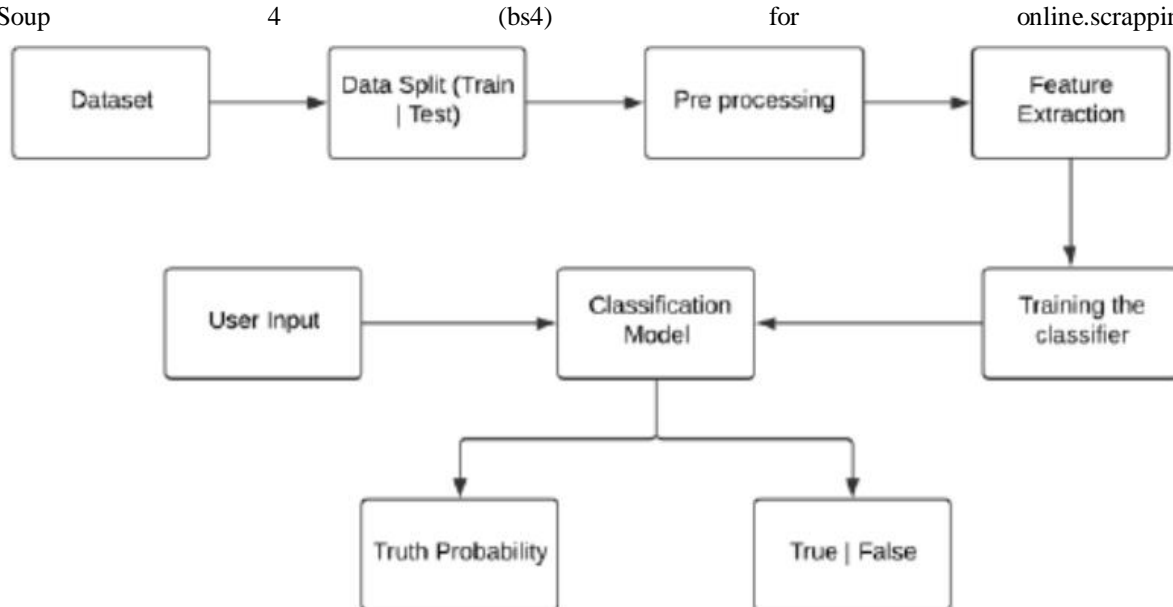 Soup 4 (bs4) for online.scrappin
Dataset
Data Split (Train
| Test)
Pre processing
Feature
Extraction
User Input
Classification
Model
Training the
classifier
Truth Probability
True | False